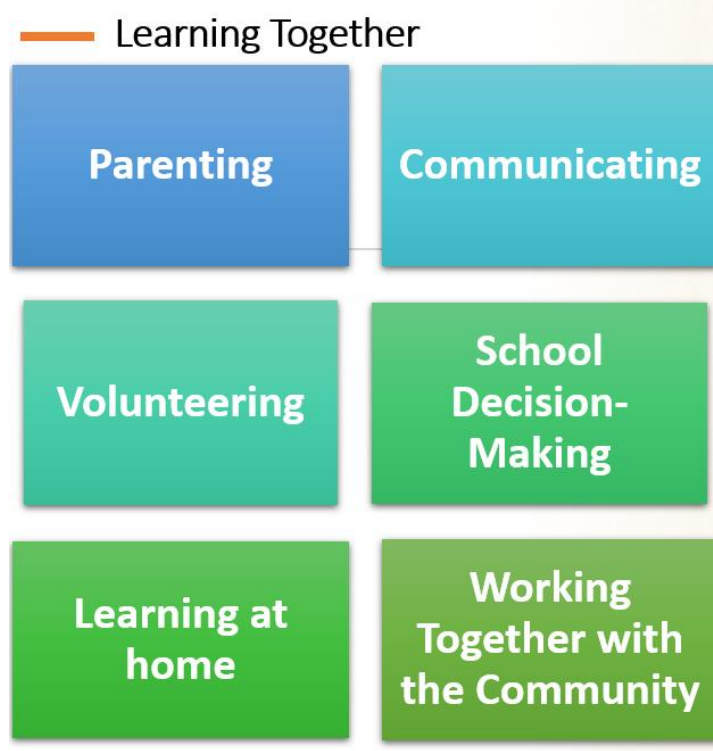 Learning Together
Parenting
Communicating
Volunteering
School
Decision-
Making
Learning at
home
Working
Together with
the Community